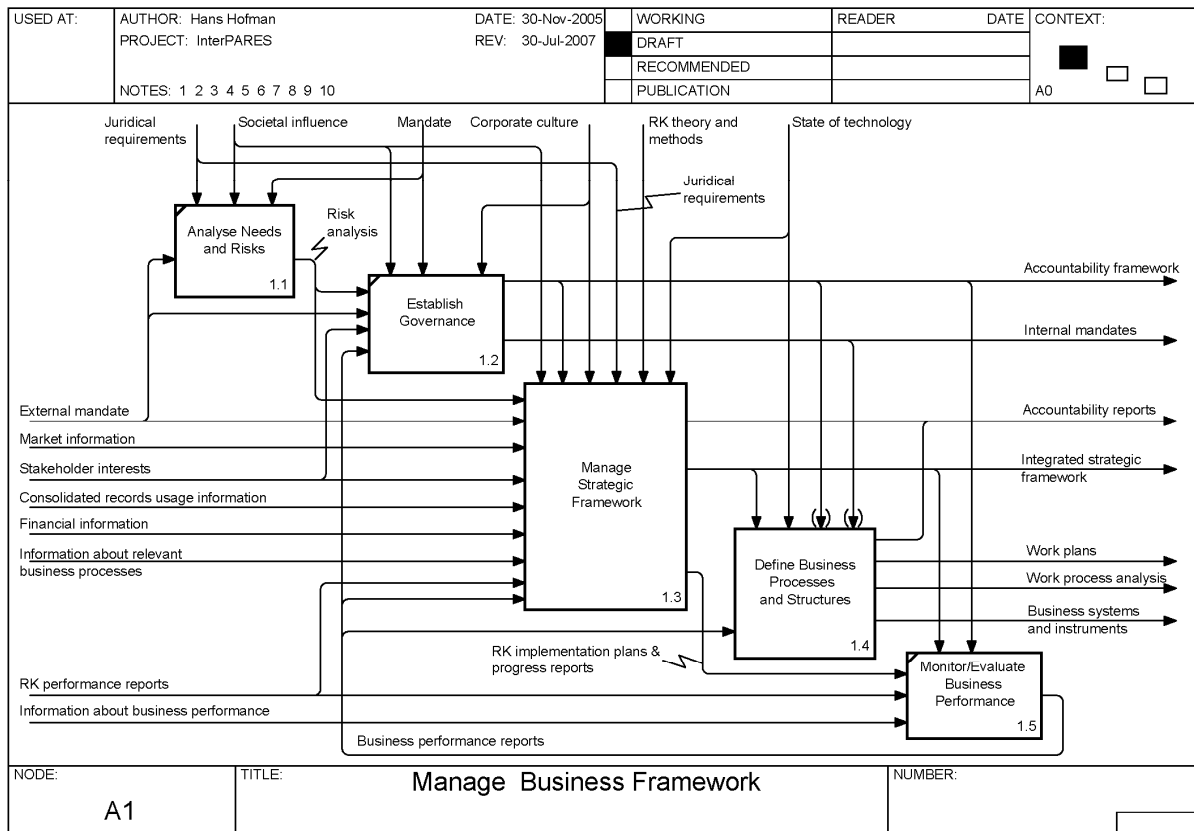 USED AT:
AUTHOR: Hans Hofman
DATE: 30-Nov-2005
WORKING
READER
DATE
CONTEXT:
PROJECT: InterPARES
REV: 30-Jul-2007
DRAFT
RECOMMENDED
NOTES: 1 2 3 4 5 6 7 8 9 10
PUBLICATION
A0
Juridical
requirements
Societal influence
Mandate
Corporate culture
RK theory and
methods
State of technology
Juridical
requirements
Risk
analysis
Analyse Needs
and Risks
1.1
Accountability framework
Establish
Governance
1.2
Internal mandates
External mandate
Accountability reports
Market information
Stakeholder interests
Integrated strategic
framework
Manage
Strategic
Framework
1.3
Consolidated records usage information
Financial information
Information about relevant
business processes
Work plans
Define Business
Processes
and Structures
1.4
Work process analysis
Business systems
and instruments
RK implementation plans &
progress reports
Monitor/Evaluate
Business
Performance
1.5
RK performance reports
Information about business performance
Business performance reports
NODE:
A1
TITLE:
Manage Business Framework
NUMBER: